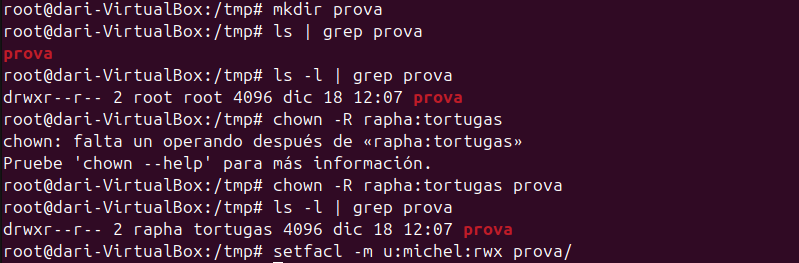 root@dari-VirtualBox:/tmp# mkdir prova
root@dari-VirtualBox:/tmp# ls | grep prova
prova
root@dari-VirtualBox:/tmp# ls -l | grep prova
drwxr--r-- 2 root root 4096 dic 18 12:07 prova
root@dari-VirtualBox:/tmp# chown -R rapha:tortugas
chown: falta un operando después de «rapha:tortugas»
Pruebe 'chown --help' para más información.
root@dari-VirtualBox:/tmp# chown -R rapha:tortugas prova
root@dari-VirtualBox:/tmp# ls -l | grep prova
drwxr--r-- 2 rapha tortugas 4096 dic 18 12:07 prova
root@dari-VirtualBox:/tmp# setfacl -m u:michel:rwx prova/